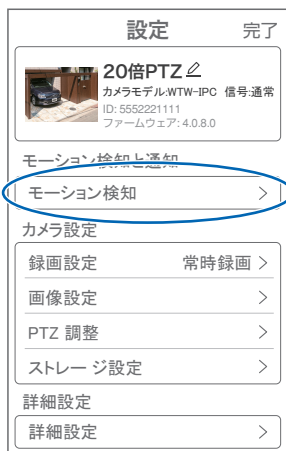 設定
完了
20倍PTZ
カメラモデル:WTW-IPC 信号:通常
ID: 5552221111
ファームウェア: 4.0.8.0
モーション検知と通知
モーション検知
カメラ設定
録画設定 常時録画
画像設定
PTZ 調整
ストレージ設定
詳細設定
詳細設定